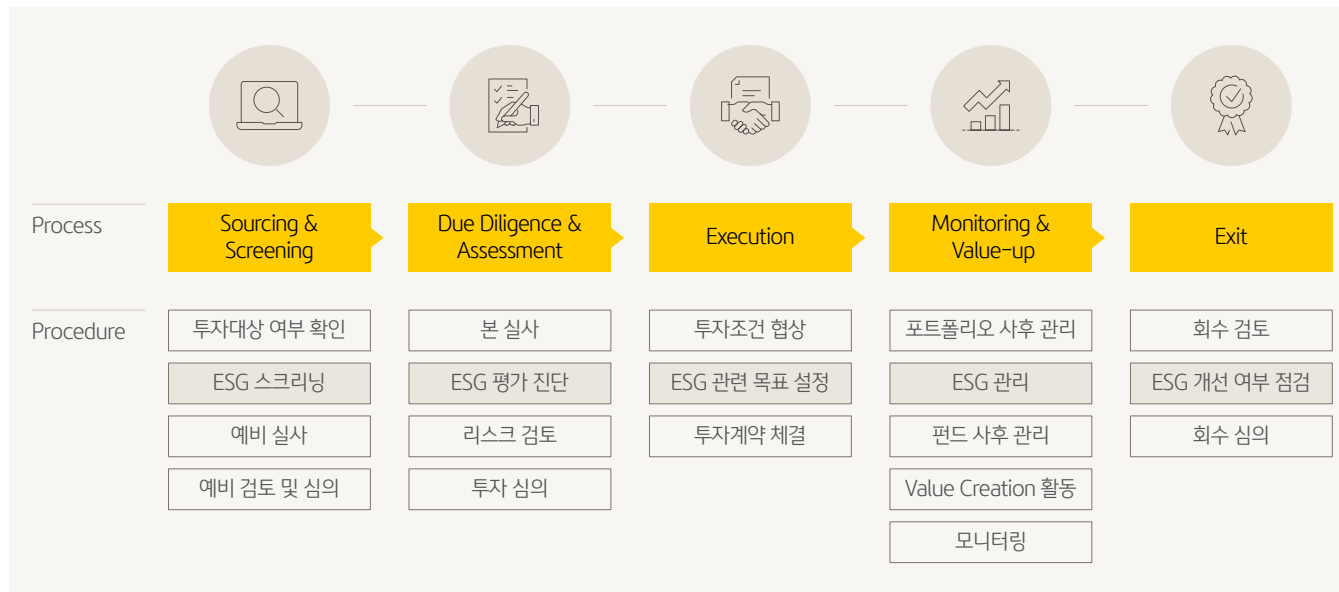 Process
Sourcing &
Screening
Due Diligence &
Assessment
Execution
Monitoring &
Value-up
Exit
Procedure
투자대상 여부 확인
본 실사
투자조건 협상
포트폴리오 사후 관리
회수 검토
ESG 스크리닝
ESG 평가 진단
ESG 관련 목표 설정
ESG 관리
ESG 개선 여부 점검
예비 실사
리스크 검토
투자계약 체결
펀드 사후 관리
회수 심의
예비 검토 및 심의
투자 심의
Value Creation 활동
모니터링